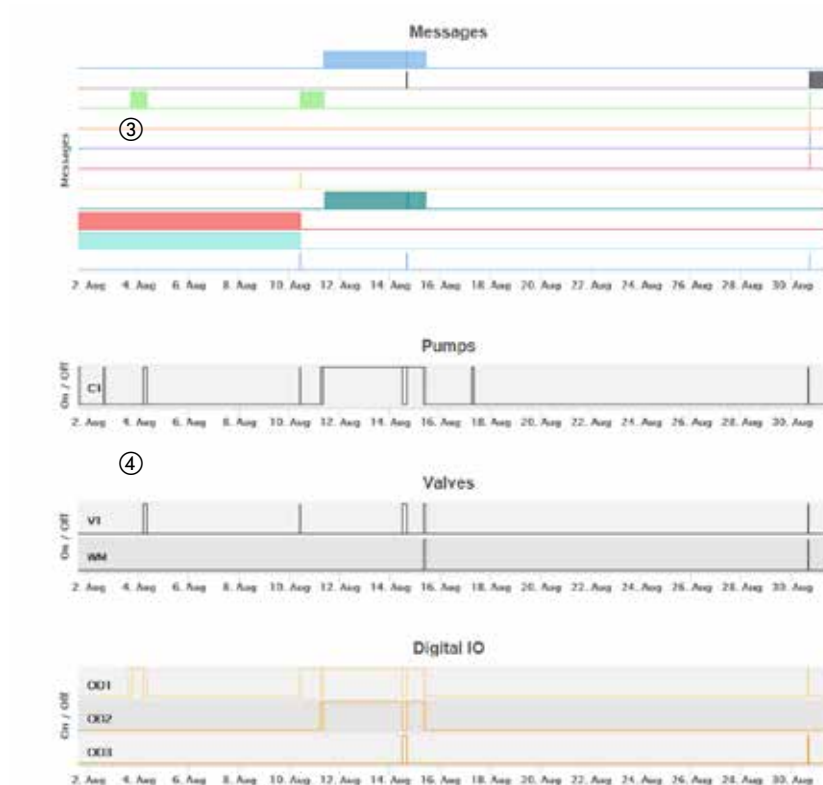 Messages
③
Messages
2. Aug 4. Aug 6. Aug 8. Aug 10. Aug 12. Aug 14. Aug 16. Aug 18. Aug 20. Aug 22. Aug 24. Aug 26. Aug 28. Aug 30. Aug
Pumps
On / Off
C1
2. Aug 4. Aug 6. Aug 8. Aug 10. Aug 12. Aug 14. Aug 16. Aug 18. Aug 20. Aug 22. Aug 24. Aug 26. Aug 28. Aug 30. Aug
④
Valves
On / Off
V1
WM
2. Aug 4. Aug 6. Aug 8. Aug 10. Aug 12. Aug 14. Aug 16. Aug 18. Aug 20. Aug 22. Aug 24. Aug 26. Aug 28. Aug 30. Aug
Digital IO
On / Off
OD1
OD2
OD3
2. Aug 4. Aug 6. Aug 8. Aug 10. Aug 12. Aug 14. Aug 16. Aug 18. Aug 20. Aug 22. Aug 24. Aug 26. Aug 28. Aug 30. Aug